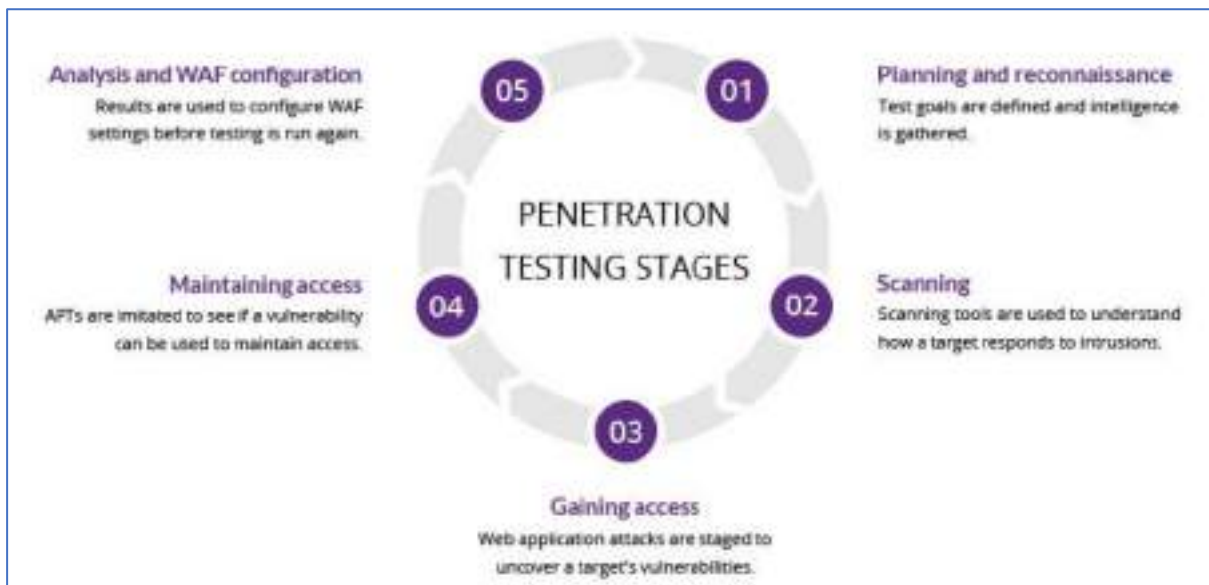 PENETRATION
TESTING STAGES
01
Planning and reconnaissance
Test goals are defined and intelligence
is gathered.
02
Scanning
Scanning tools are used to understand
how a target responds to intrusions.
03
Gaining access
Web application attacks are staged to
uncover a target's vulnerabilities.
04
Maintaining access
APTs are imitated to see if a vulnerability
can be used to maintain access.
05
Analysis and WAF configuration
Results are used to configure WAF
settings before testing is run again.